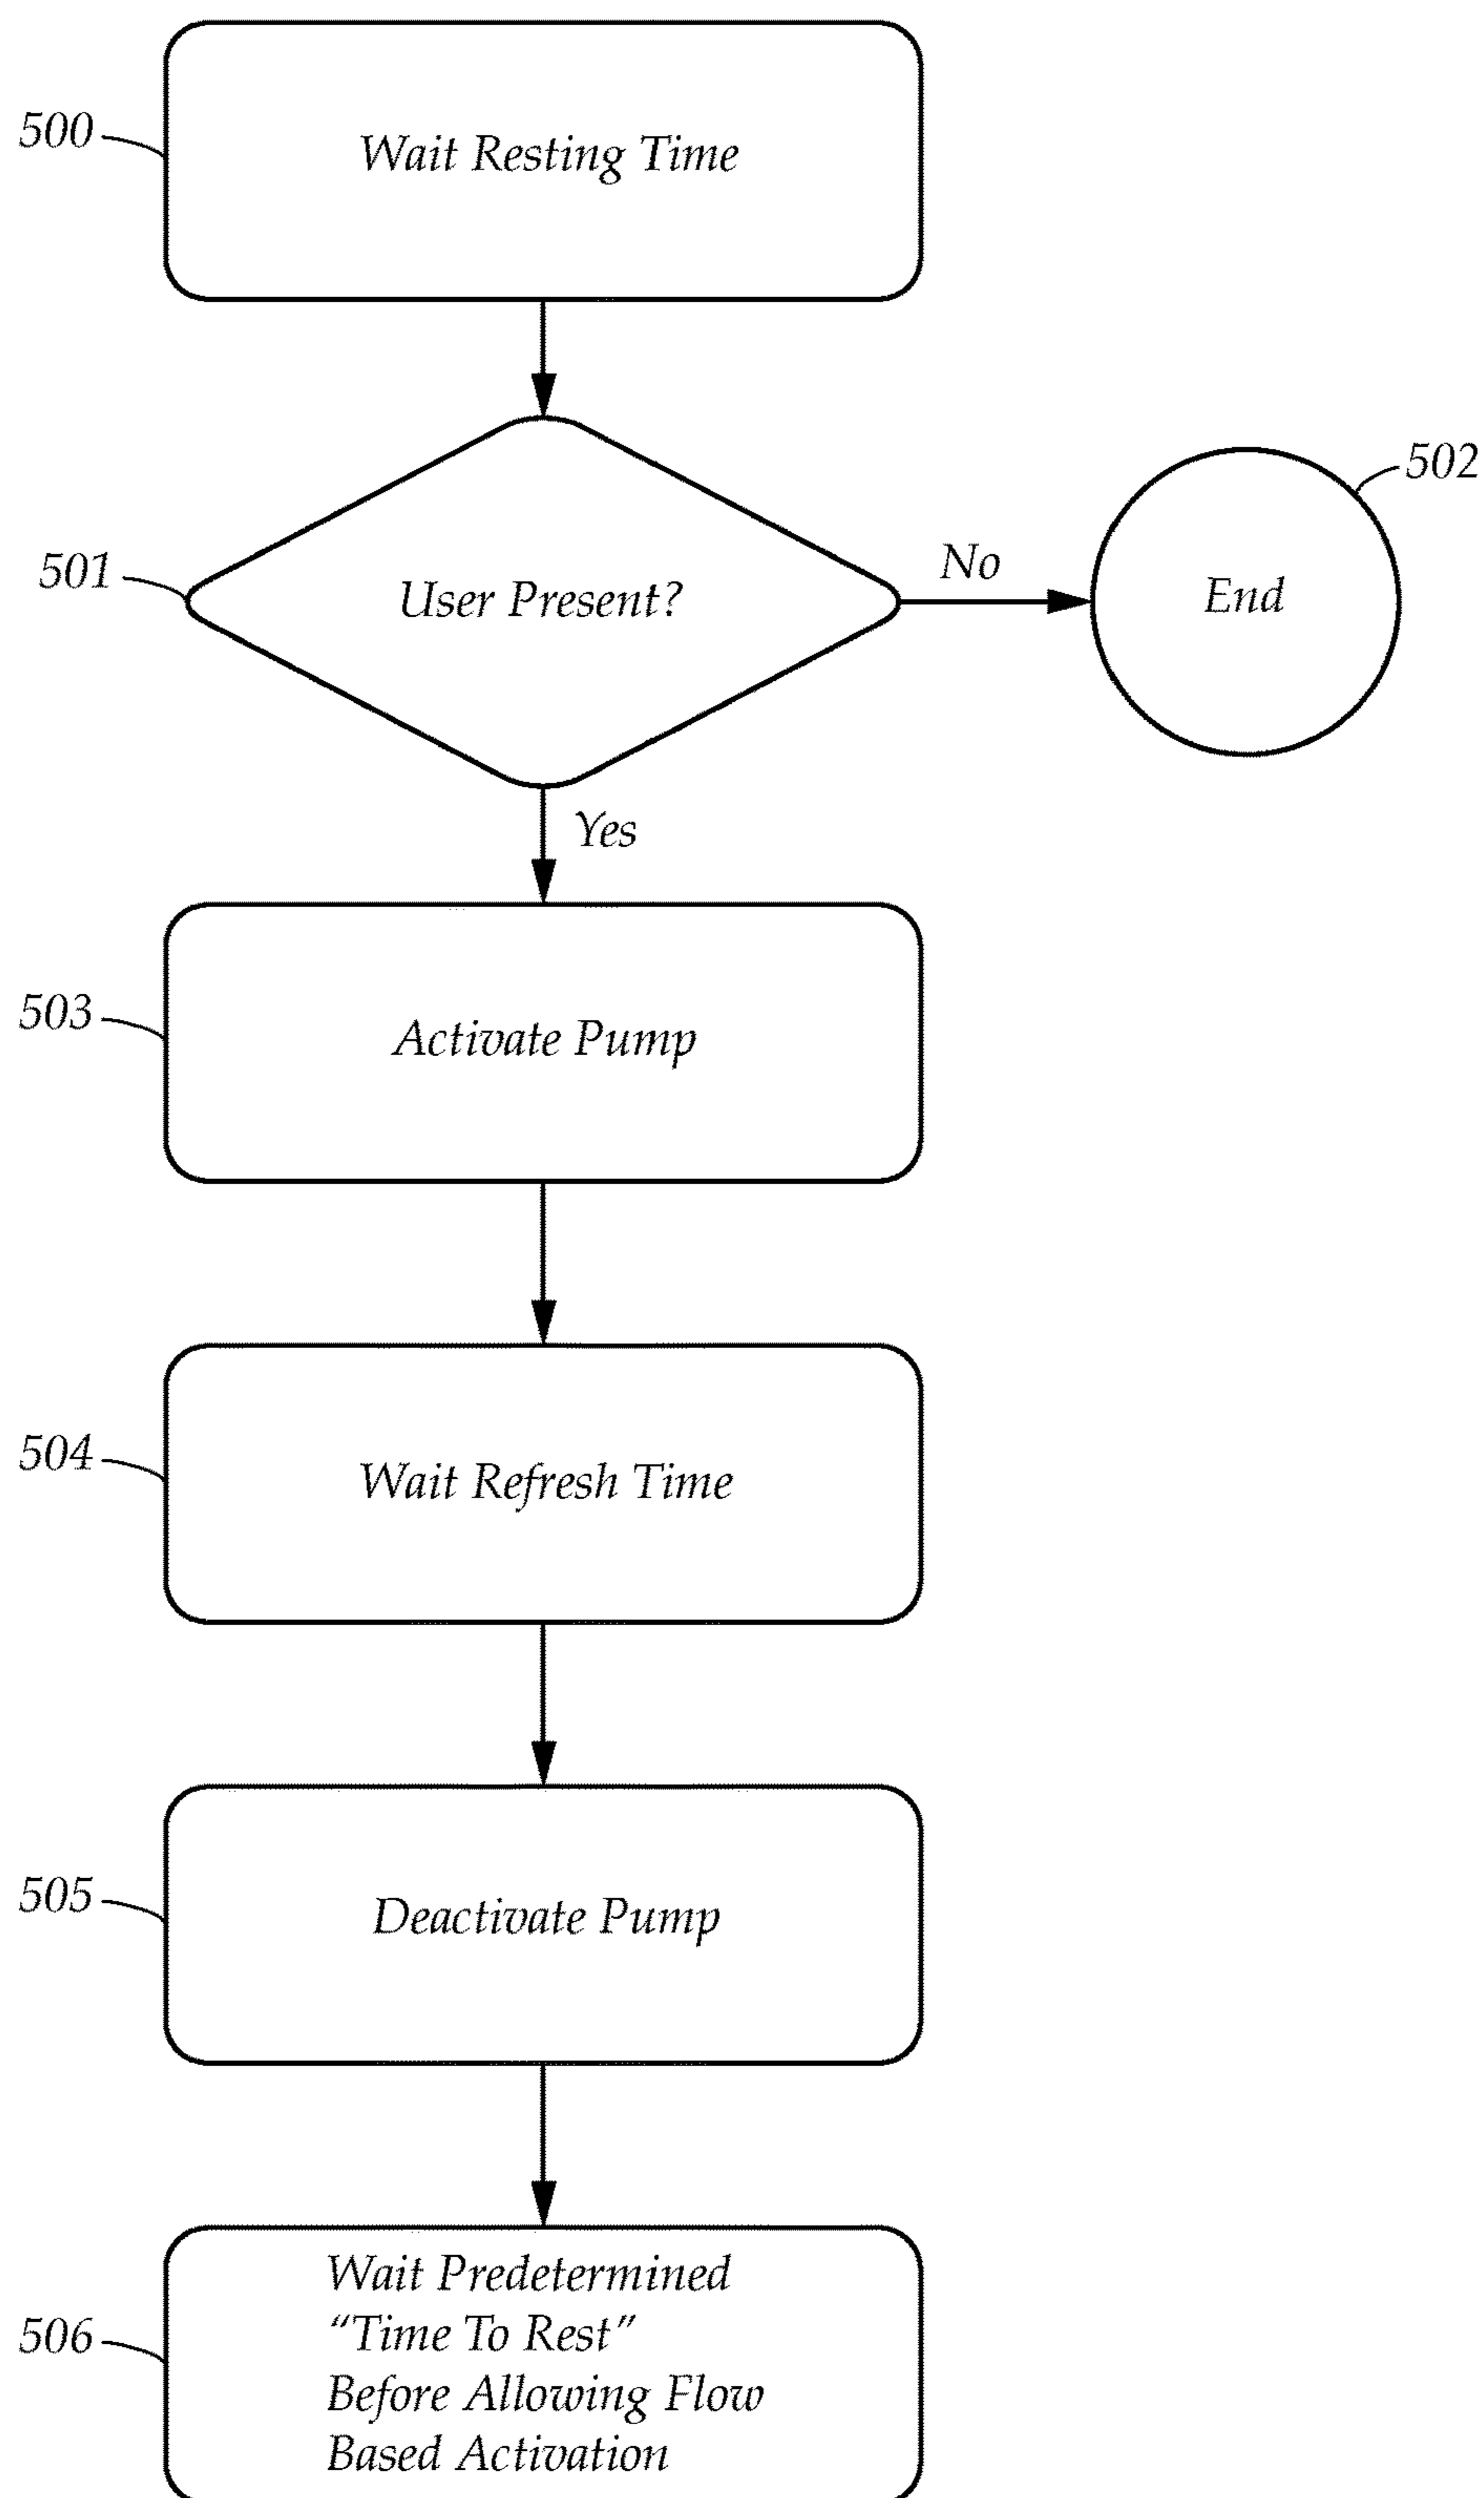 500
Wait Resting Time
501
User Present?
No
End
502
Yes
503
Activate Pump
504
Wait Refresh Time
505
Deactivate Pump
506
Wait Predetermined
“Time To Rest”
Before Allowing Flow
Based Activation